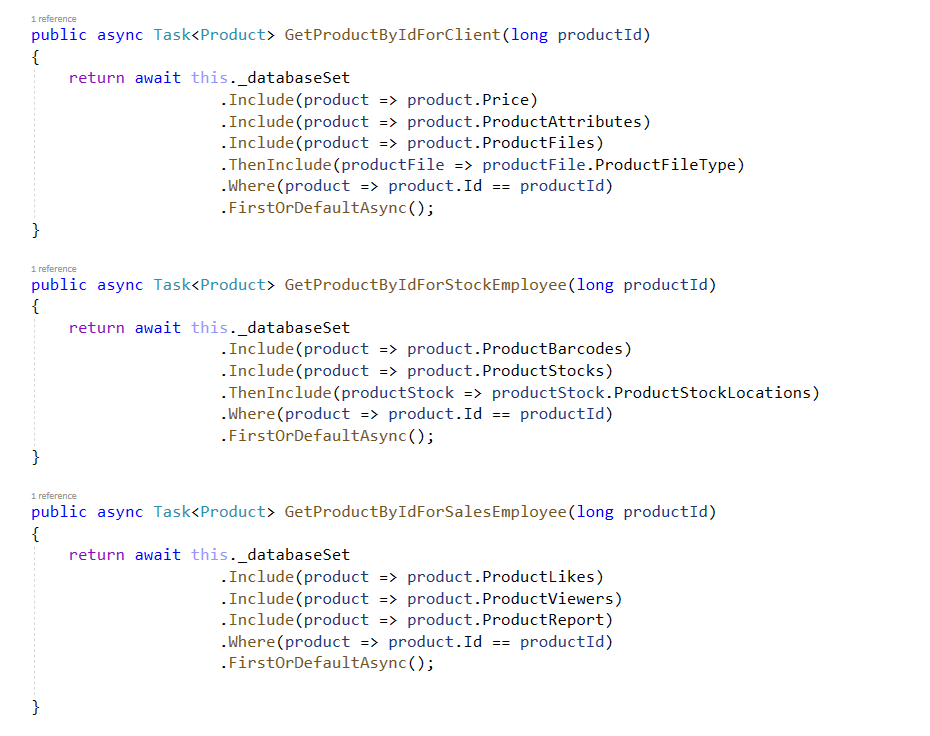 1 reference
public async Task<Product> GetProductByIdForClient(long productId)
{
return await this._databaseSet
.Include(product => product.Price)
.Include(product => product.ProductAttributes)
.Include(product => product.ProductFiles)
.ThenInclude(productFile => productFile.ProductFileType)
.Where(product => product.Id == productId)
.FirstOrDefaultAsync();
}
1 reference
public async Task<Product> GetProductByIdForStockEmployee(long productId)
{
return await this._databaseSet
.Include(product => product.ProductBarcodes)
.Include(product => product.ProductStocks)
.ThenInclude(productStock => productStock.ProductStockLocations)
.Where(product => product.Id == productId)
.FirstOrDefaultAsync();
}
1 reference
public async Task<Product> GetProductByIdForSalesEmployee(long productId)
{
return await this._databaseSet
.Include(product => product.ProductLikes)
.Include(product => product.ProductViewers)
.Include(product => product.ProductReport)
.Where(product => product.Id == productId)
.FirstOrDefaultAsync();
}